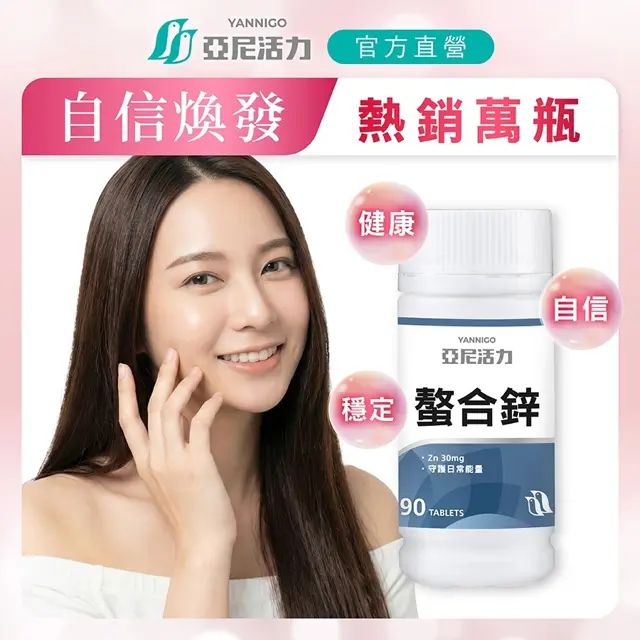 YANNIGO
亞尼活力
官方直營
自信煥發
熱銷萬瓶
健康
自信
穩定
YANNIGO
亞尼活力
螯合鋅
・Zn 30mg
・守護日常能量
90 TABLETS